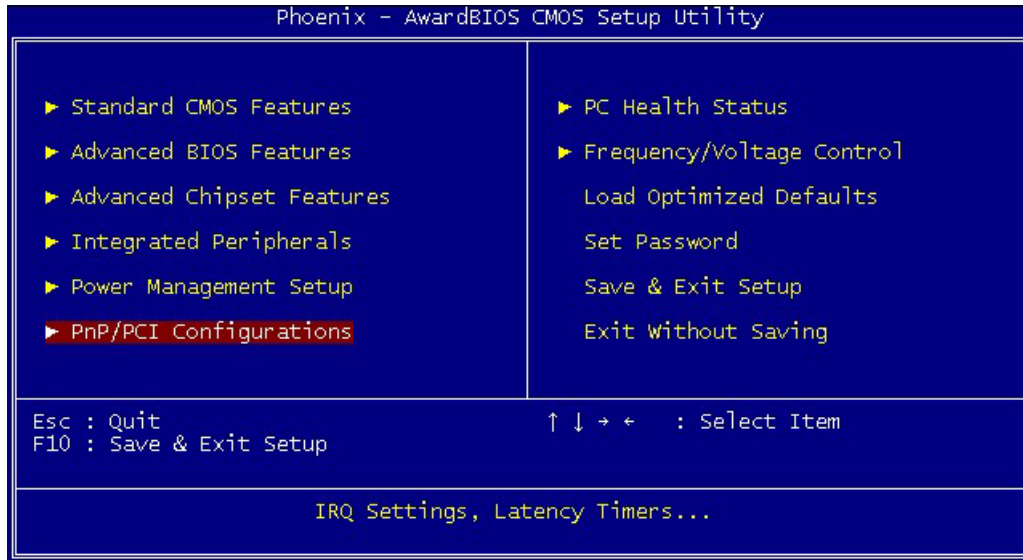 Phoenix - AwardBIOS CMOS Setup Utility
▶ Standard CMOS Features
▶ Advanced BIOS Features
▶ Advanced Chipset Features
▶ Integrated Peripherals
▶ Power Management Setup
▶ PnP/PCI Configurations
▶ PC Health Status
▶ Frequency/Voltage Control
Load Optimized Defaults
Set Password
Save & Exit Setup
Exit Without Saving
Esc : Quit
F10 : Save & Exit Setup
↑ ↓ → ← : Select Item
IRQ Settings, Latency Timers...